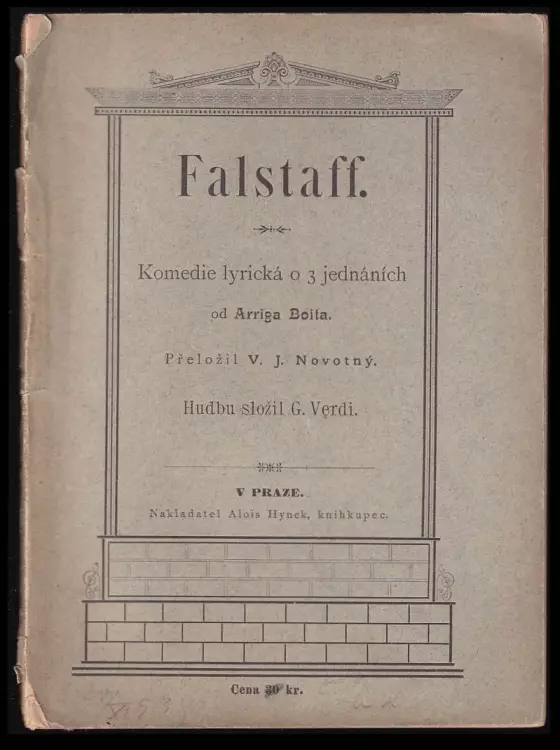 Falstaff.
Komedie lyrická o 3 jednáních
od Arriga Boita.
Přeložil V. J. Novotný.
Hudbu složil G. Verdi.
V PRAZE.
Nakladatel Alois Hynek, knihkupec.
Cena 30 kr.